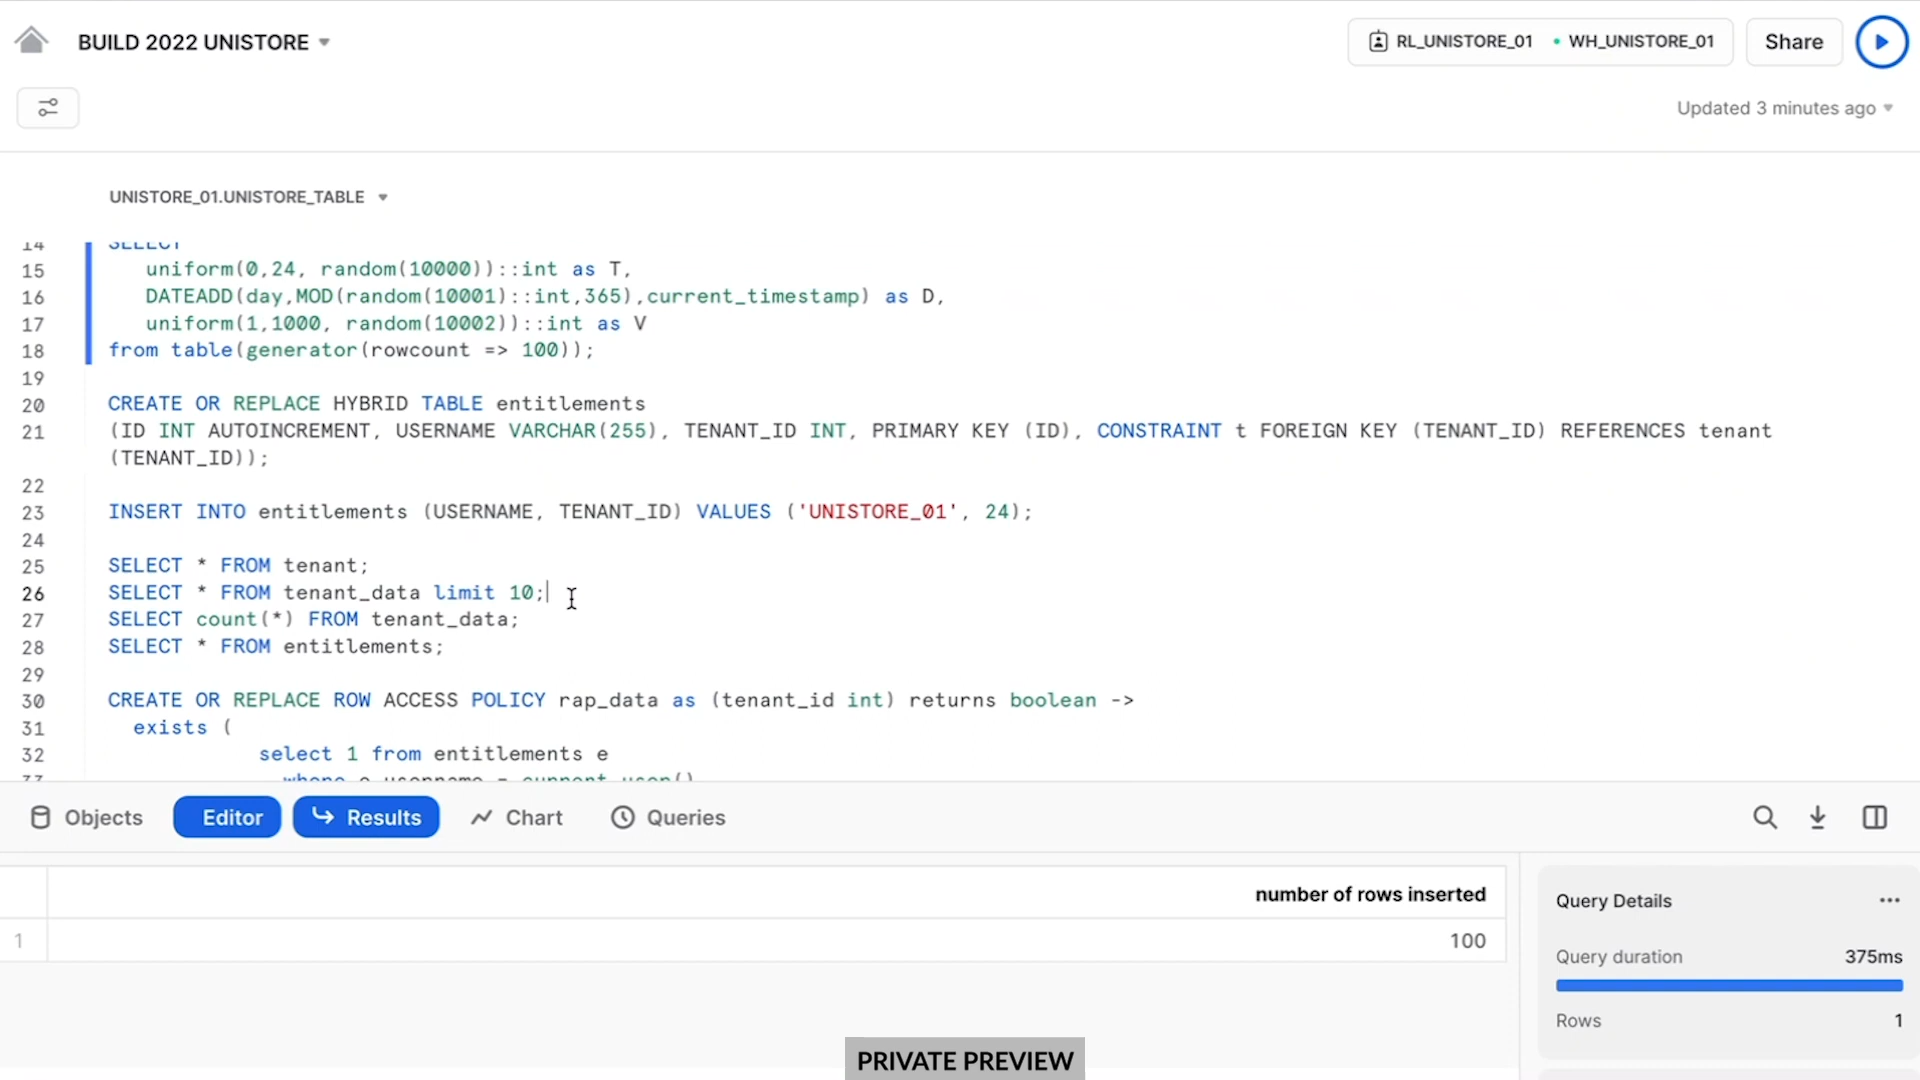 BUILD 2022 UNISTORE
RL_UNISTORE_01 • WH_UNISTORE_01
Share
Updated 3 minutes ago
UNISTORE_01.UNISTORE_TABLE
14 SELECT
15 uniform(0,24, random(10000))::int as T,
16 DATEADD(day,MOD(random(10001)::int,365),current_timestamp) as D,
17 uniform(1,1000, random(10002))::int as V
18 from table(generator(rowcount => 100));
19
20 CREATE OR REPLACE HYBRID TABLE entitlements
21 (ID INT AUTOINCREMENT, USERNAME VARCHAR(255), TENANT_ID INT, PRIMARY KEY (ID), CONSTRAINT t FOREIGN KEY (TENANT_ID) REFERENCES tenant
(TENANT_ID));
22
23 INSERT INTO entitlements (USERNAME, TENANT_ID) VALUES ('UNISTORE_01', 24);
24
25 SELECT * FROM tenant;
26 SELECT * FROM tenant_data limit 10;
27 SELECT count(*) FROM tenant_data;
28 SELECT * FROM entitlements;
29
30 CREATE OR REPLACE ROW ACCESS POLICY rap_data as (tenant_id int) returns boolean ->
31 exists (
32 select 1 from entitlements e
33 where e.username = current_user()
Objects Editor Results Chart Queries
number of rows inserted
1 100
Query Details ...
Query duration 375ms
Rows 1
PRIVATE PREVIEW